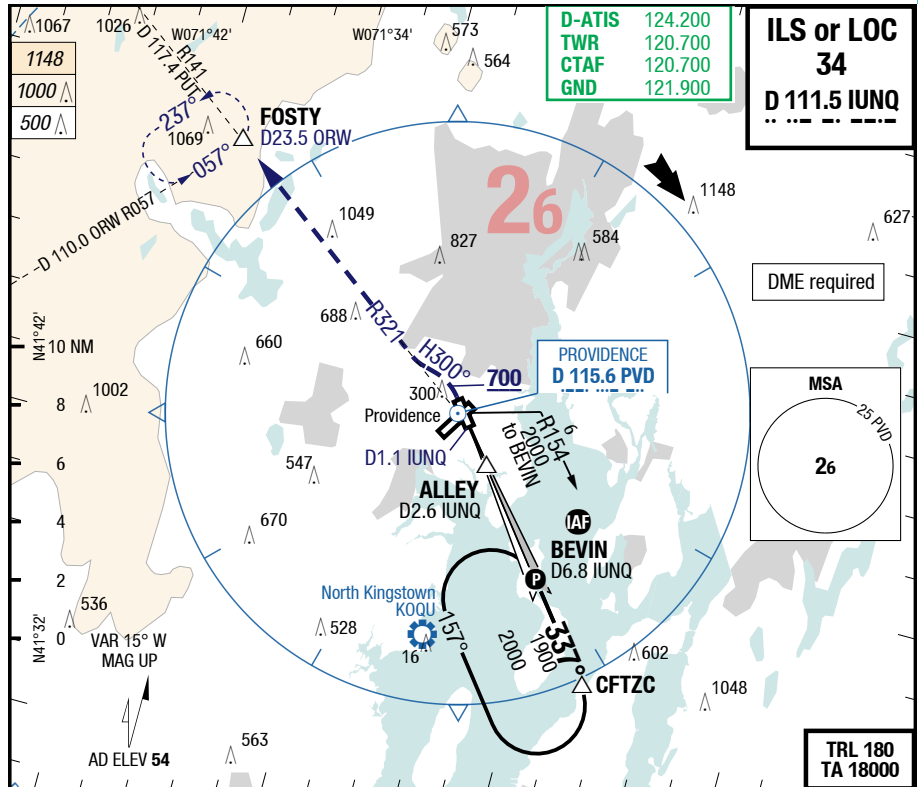 1067
1026
W071°42'
W071°34'
573
564
D-ATIS 124.200
TWR 120.700
CTAF 120.700
GND 121.900
ILS or LOC
34
D 111.5 IUNQ
1148
1000
500
R141
D 117.4 PUT
237°
1069
057°
FOSTY
D23.5 ORW
D 110.0 ORW R057
1049
827
26
584
1148
627
DME required
N41°42'
10 NM
8
6
4
2
0
N41°32'
688
R321
H300°
700
300
660
1002
PROVIDENCE
D 115.6 PVD
Providence
D1.1 IUNQ
6
R154
2000
to BEVIN
MSA
25 PVD
26
547
ALLEY
D2.6 IUNQ
IAF
BEVIN
D6.8 IUNQ
P
670
536
North Kingstown
KOQU
528
16
157°
337°
1900
2000
CFTZC
602
1048
VAR 15° W
MAG UP
AD ELEV 54
563
TRL 180
TA 18000